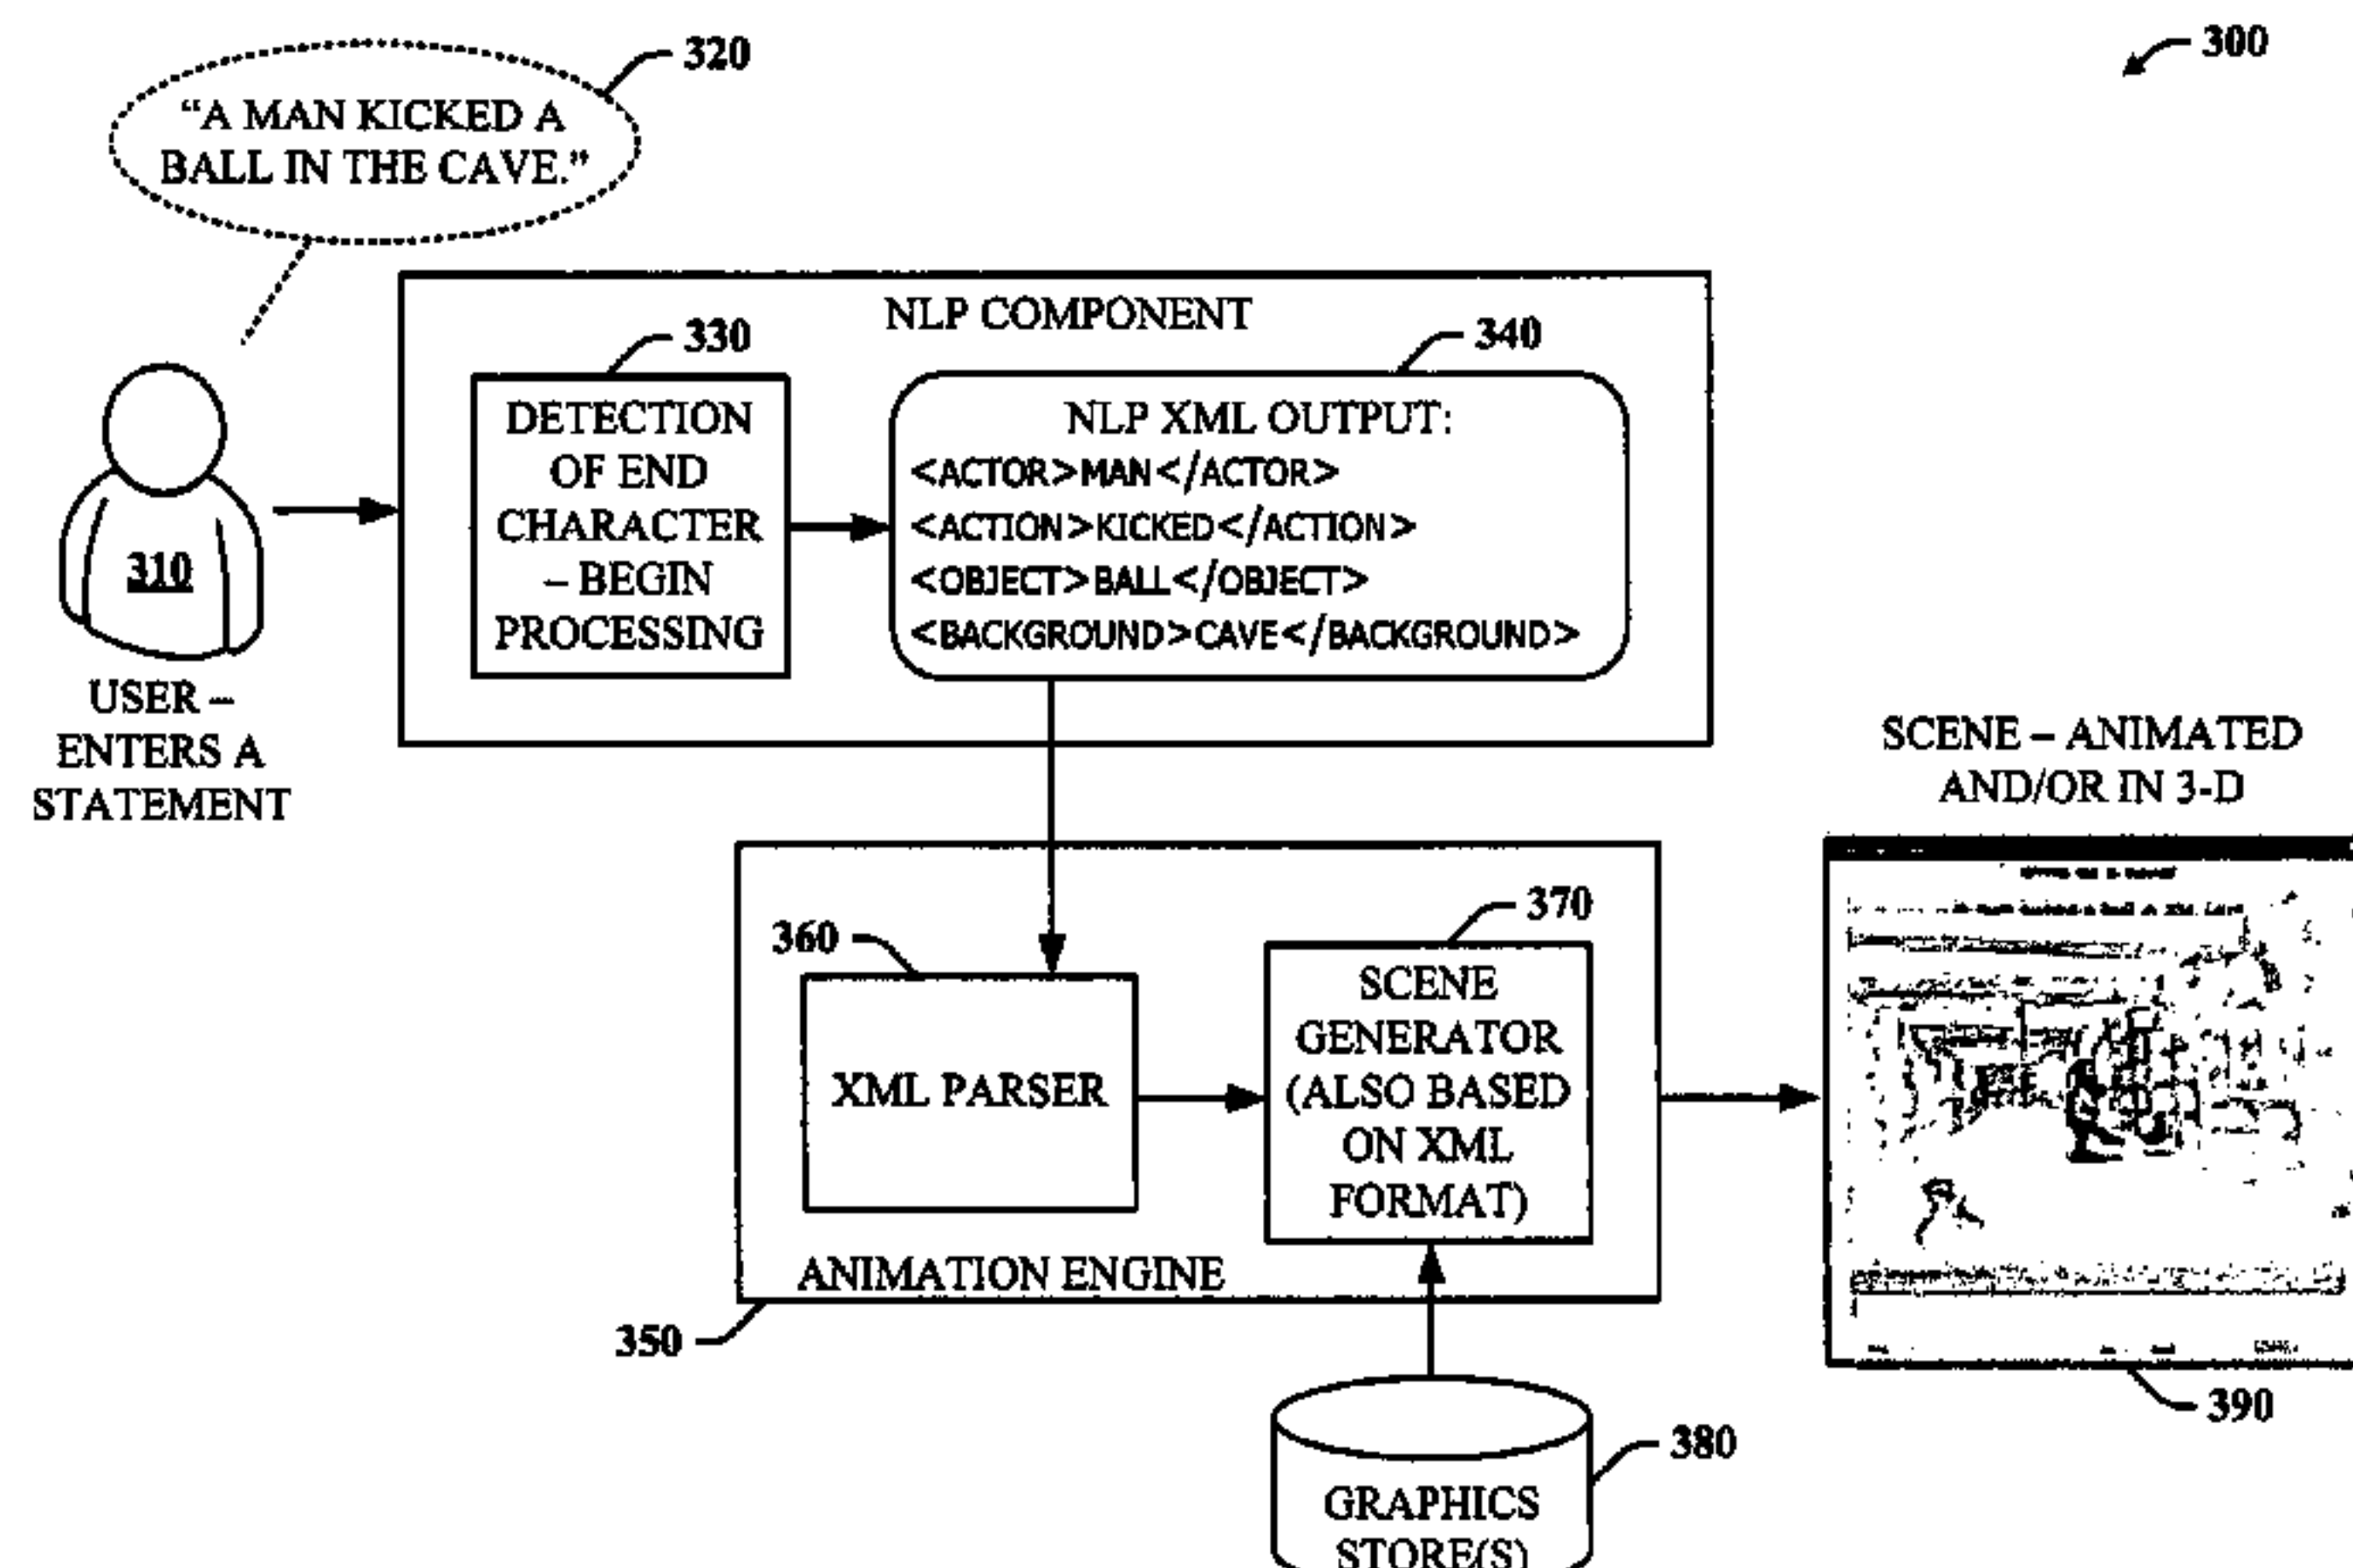 320
300
“A MAN KICKED A
BALL IN THE CAVE.”
NLP COMPONENT
330
340
DETECTION
OF END
CHARACTER
– BEGIN
PROCESSING
NLP XML OUTPUT:
<ACTOR>MAN</ACTOR>
<ACTION>KICKED</ACTION>
<OBJECT>BALL</OBJECT>
<BACKGROUND>CAVE</BACKGROUND>
310
USER –
ENTERS A
STATEMENT
SCENE – ANIMATED
AND/OR IN 3-D
360
370
XML PARSER
SCENE
GENERATOR
(ALSO BASED
ON XML
FORMAT)
ANIMATION ENGINE
350
390
380
GRAPHICS
STORE(S)